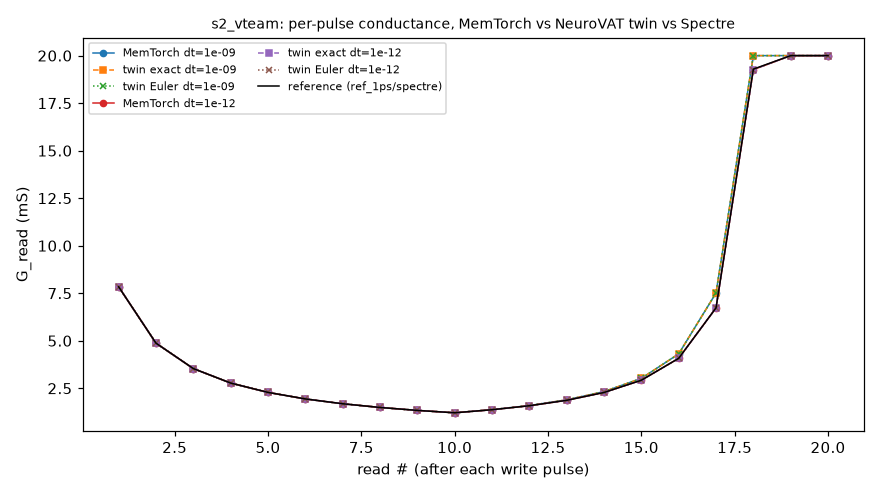 s2_vteam: per-pulse conductance, MemTorch vs NeuroVAT twin vs Spectre
MemTorch dt=1e-09
twin exact dt=1e-09
twin Euler dt=1e-09
MemTorch dt=1e-12
twin exact dt=1e-12
twin Euler dt=1e-12
reference (ref_1ps/spectre)
G_read (mS)
20.0
17.5
15.0
12.5
10.0
7.5
5.0
2.5
2.5
5.0
7.5
10.0
12.5
15.0
17.5
20.0
read # (after each write pulse)